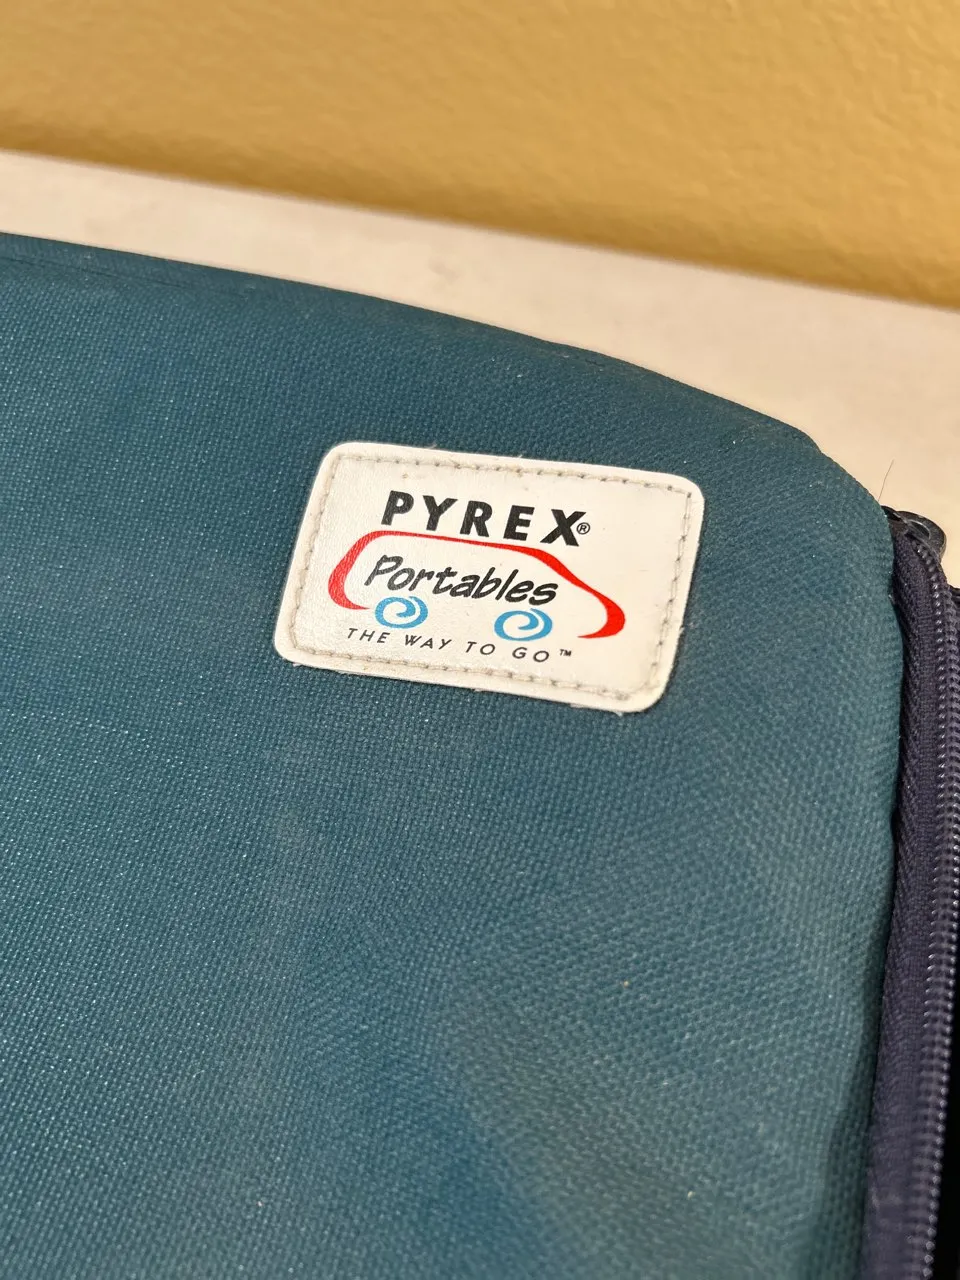 PYREX®
Portables
THE WAY TO GO™